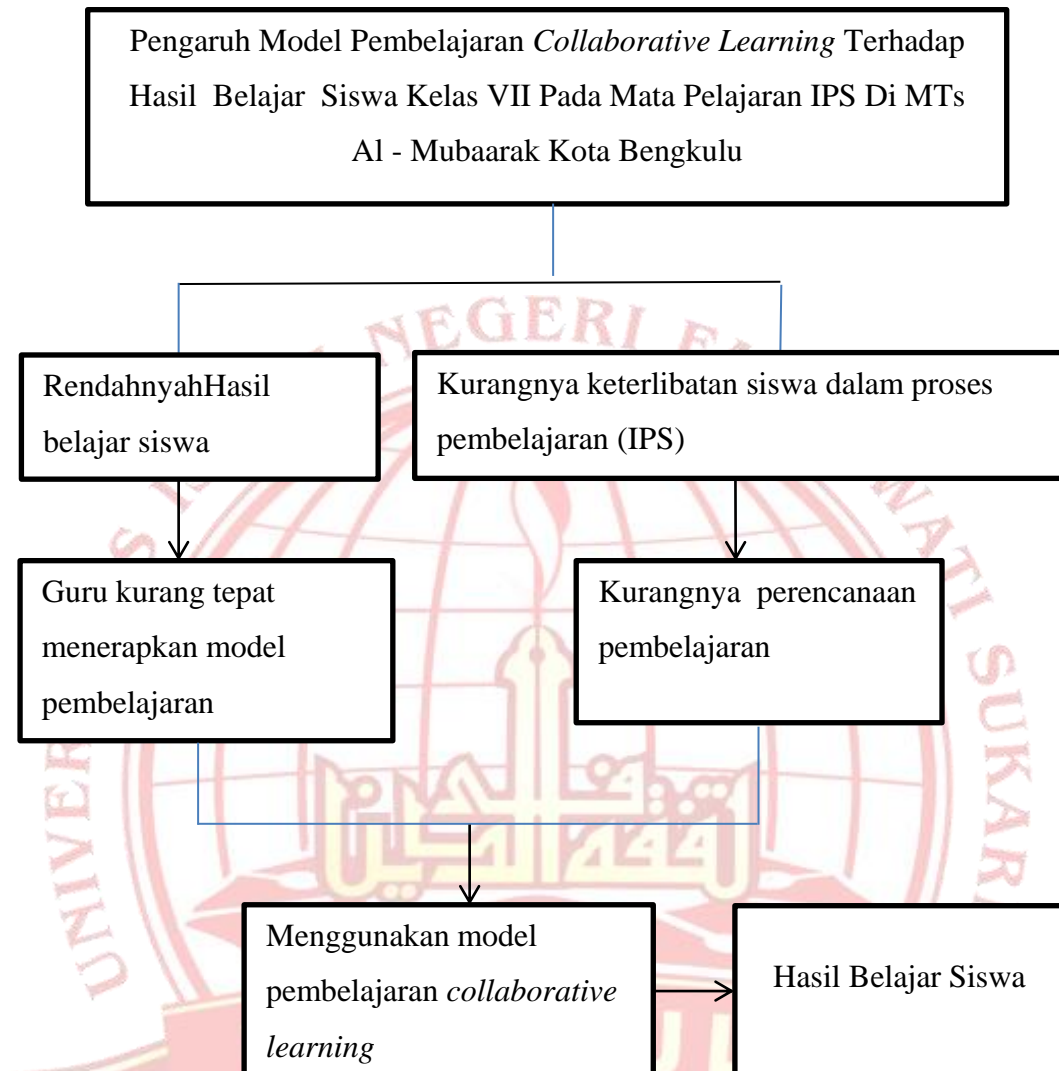 Pengaruh Model Pembelajaran Collaborative Learning Terhadap
Hasil Belajar Siswa Kelas VII Pada Mata Pelajaran IPS Di MTs
Al - Mubaarak Kota Bengkulu
NEGERI
RendahnyahHasil
belajar siswa
Kurangnya keterlibatan siswa dalam proses
pembelajaran (IPS)
Guru kurang tepat
menerapkan model
pembelajaran
Kurangnya perencanaan
pembelajaran
Menggunakan model
pembelajaran collaborative
learning
Hasil Belajar Siswa